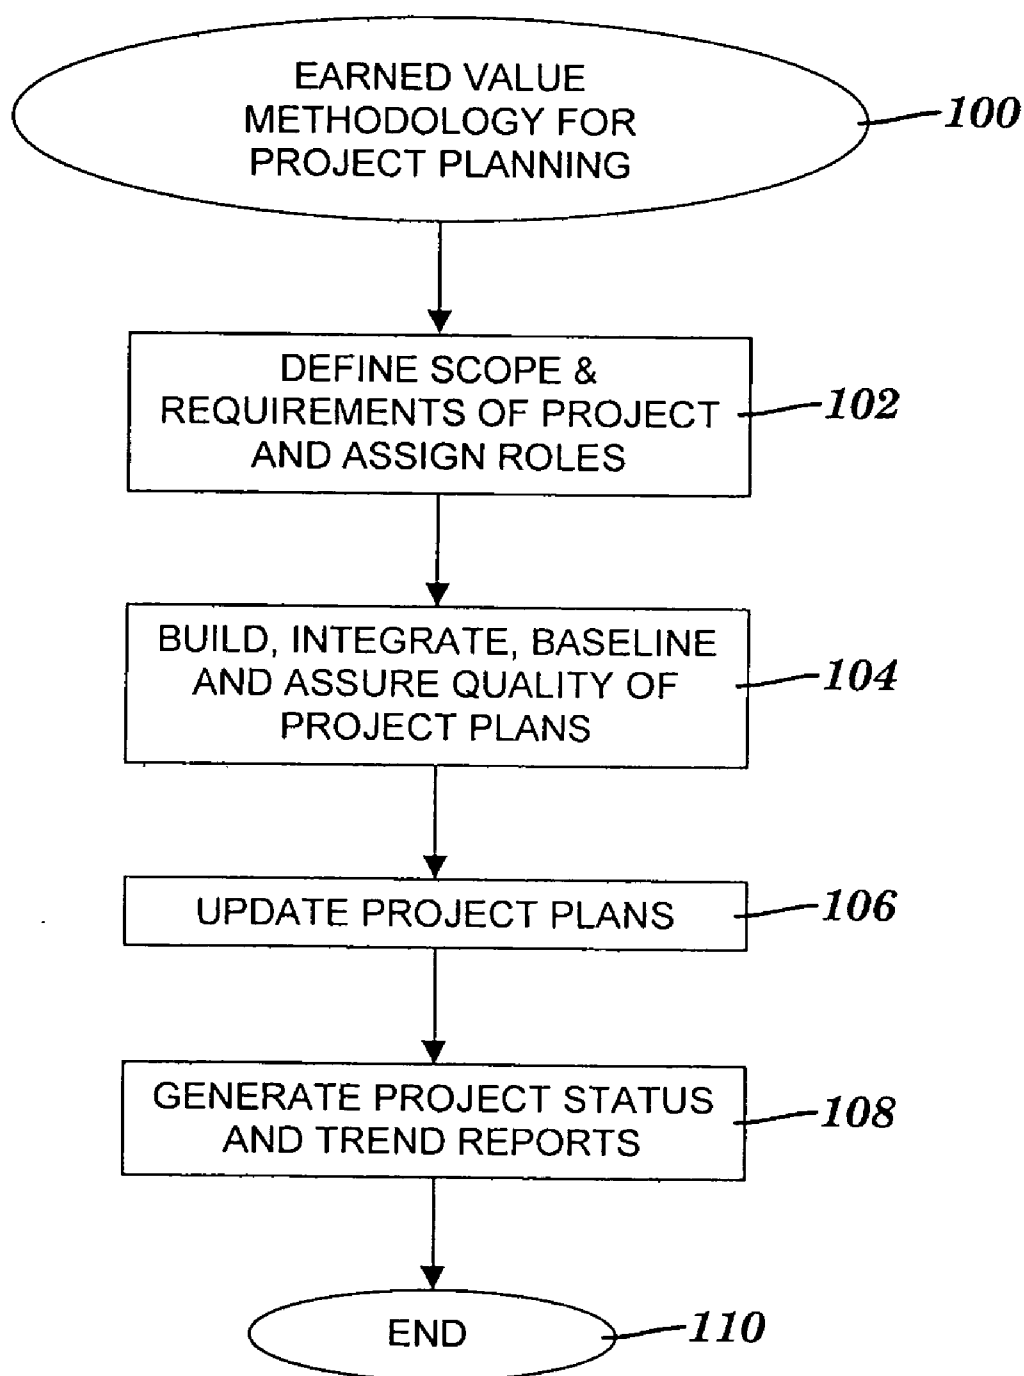 EARNED VALUE
METHODOLOGY FOR
PROJECT PLANNING
100
DEFINE SCOPE &
REQUIREMENTS OF PROJECT
AND ASSIGN ROLES
102
BUILD, INTEGRATE, BASELINE
AND ASSURE QUALITY OF
PROJECT PLANS
104
UPDATE PROJECT PLANS
106
GENERATE PROJECT STATUS
AND TREND REPORTS
108
END
110